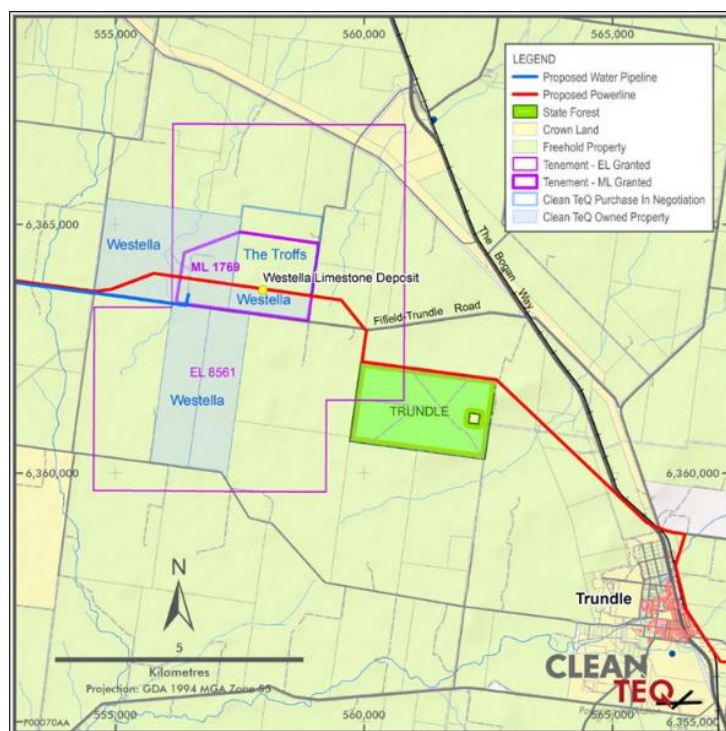 555,000
560,000
565,000
LEGEND
Proposed Water Pipeline
Proposed Powerline
State Forest
Crown Land
Freehold Property
Tenement - EL Granted
Tenement - ML Granted
Clean TeQ Purchase In Negotiation
Clean TeQ Owned Property
6,365,000
6,365,000
The Bogan Way
Westella
The Troffs
ML 1769
Westella Limestone Deposit
Westella
Fifield-Trundle Road
EL 8561
Westella
TRUNDLE
6,360,000
6,360,000
N
Trundle
5
Kilometres
Projection: GDA 1994 MGA Zone 55
CLEAN
TEQ
P00070AA
555,000
560,000
565,000
6,355,000